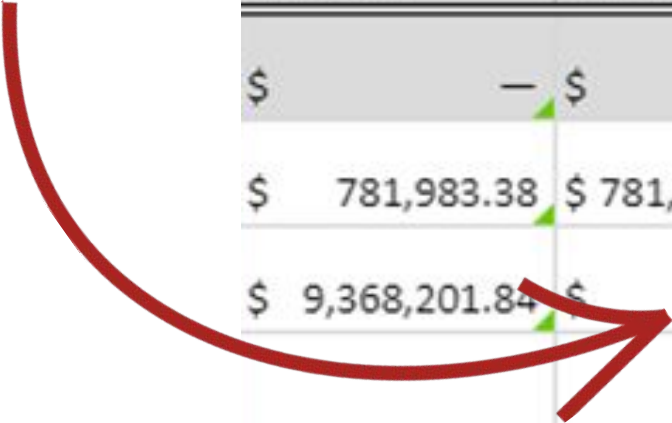 $ — $
$ 781,983.38 $ 781,
$ 9,368,201.84 $